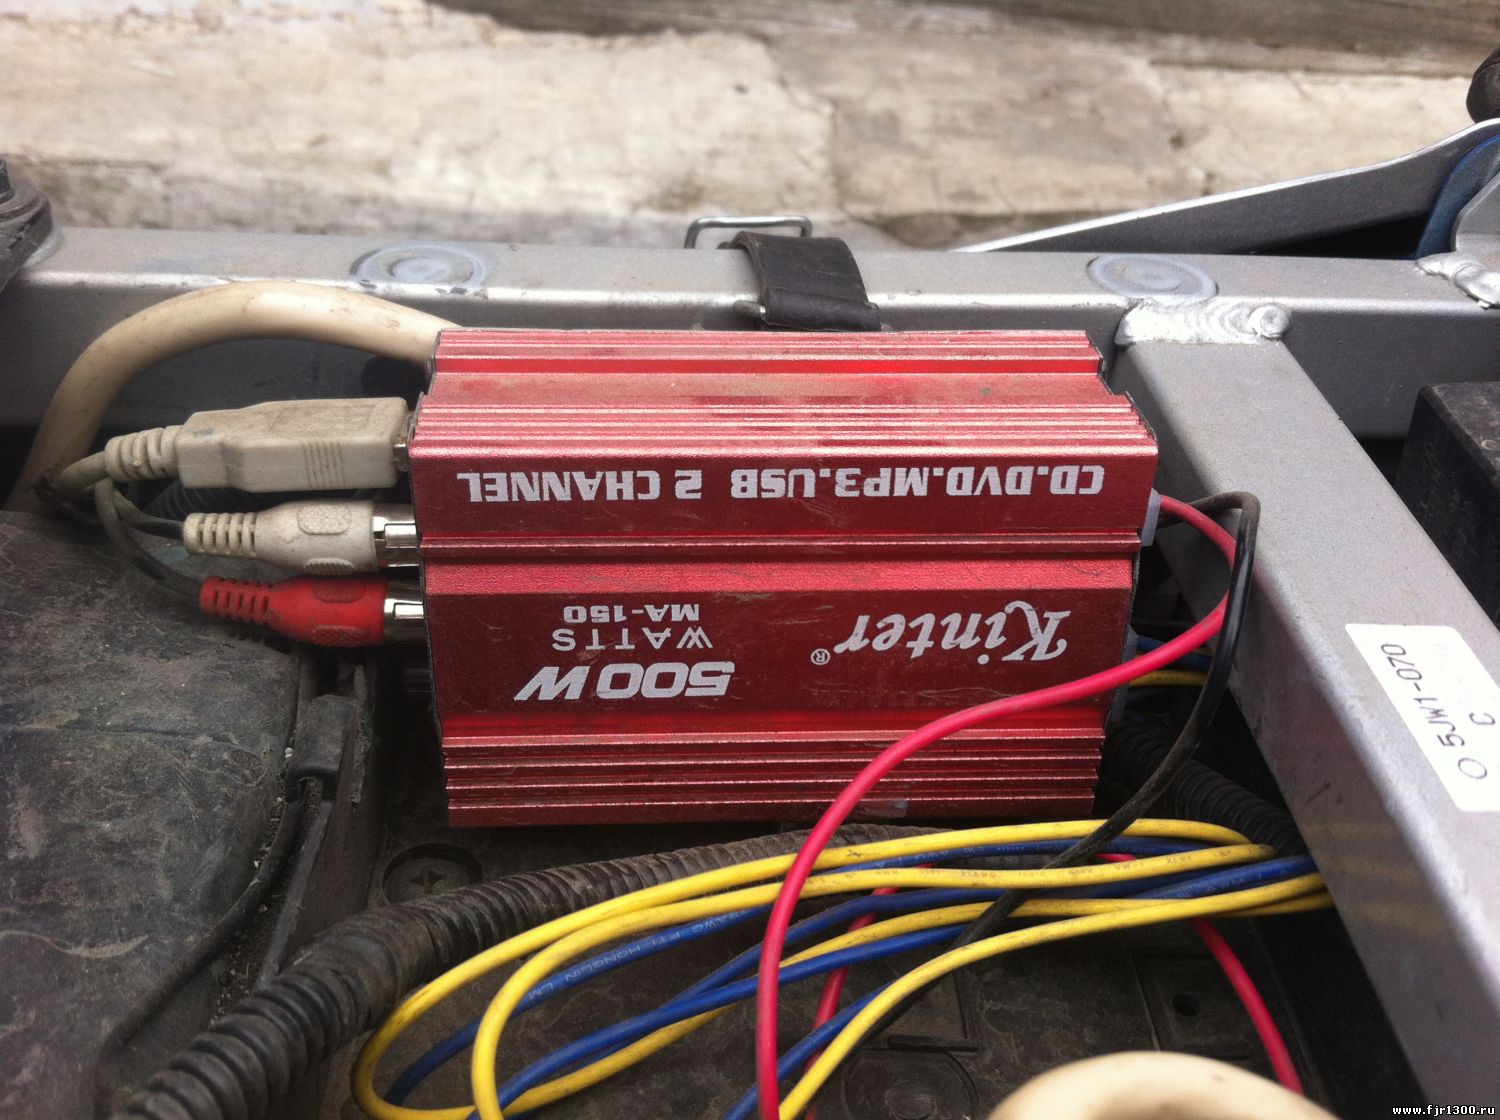 CD.DVD.MP3.USB 2 CHANNEL
Kinter®
500W
WATTS
MA-150
O 5JW1-070
C
www.fjr1300.ru